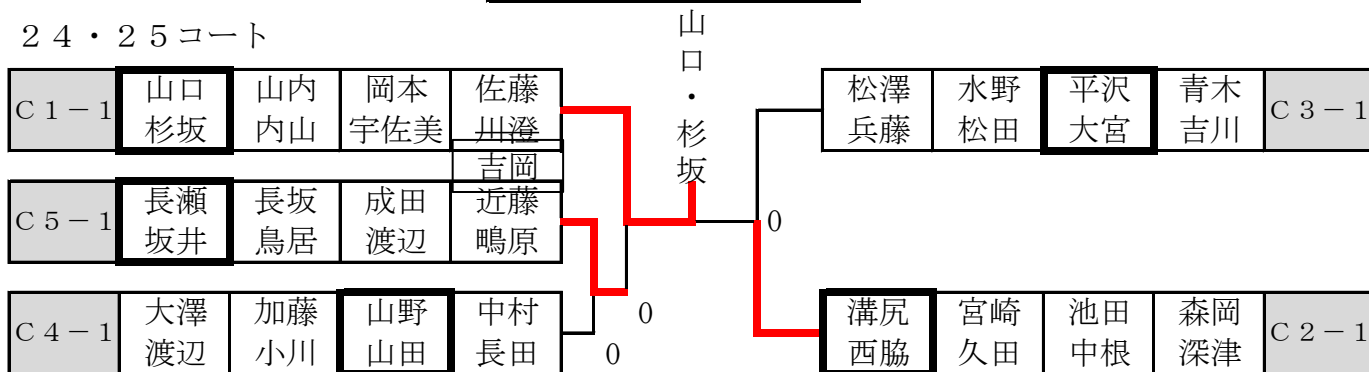 ２４・２５コート
山口・杉坂
Ｃ１－１ 山口 山内 岡本 佐藤
杉坂 内山 宇佐美 川澄
吉岡
Ｃ５－１ 長瀬 長坂 成田 近藤
坂井 鳥居 渡辺 鴫原
Ｃ４－１ 大澤 加藤 山野 中村
渡辺 小川 山田 長田
0
0
松澤 水野 平沢 青木 Ｃ３－１
兵藤 松田 大宮 吉川
0
溝尻 宮崎 池田 森岡 Ｃ２－１
西脇 久田 中根 深津